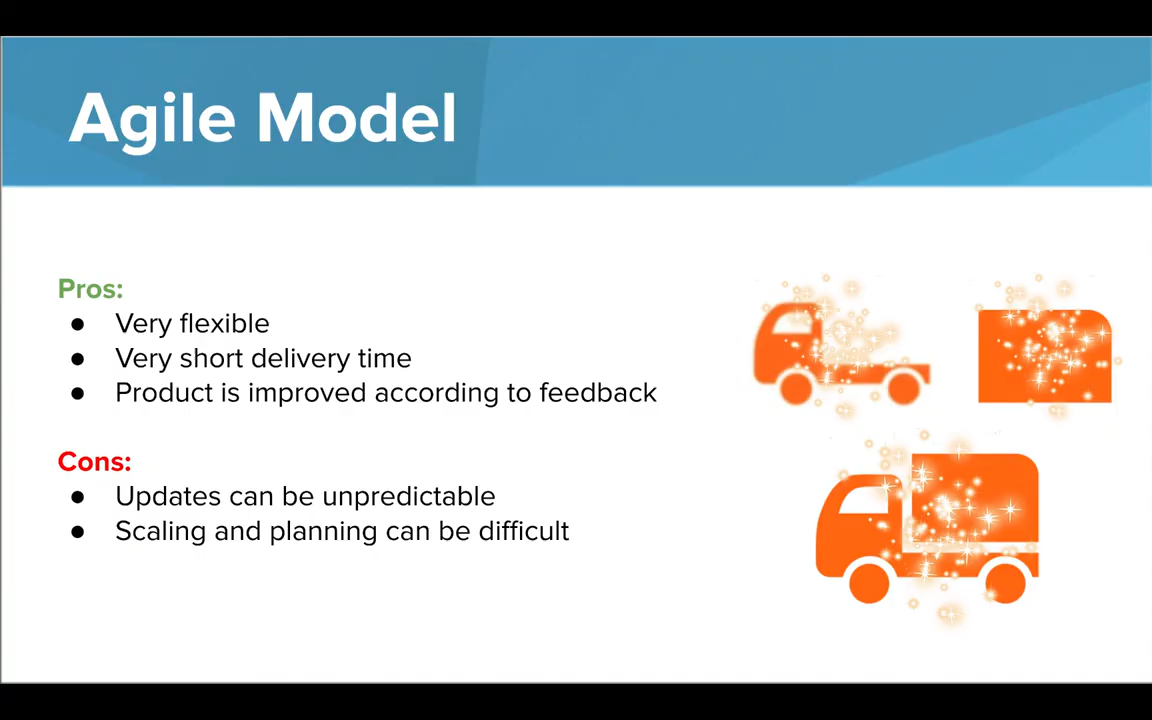 Agile Model
Pros:
● Very flexible
● Very short delivery time
● Product is improved according to feedback
Cons:
● Updates can be unpredictable
● Scaling and planning can be difficult